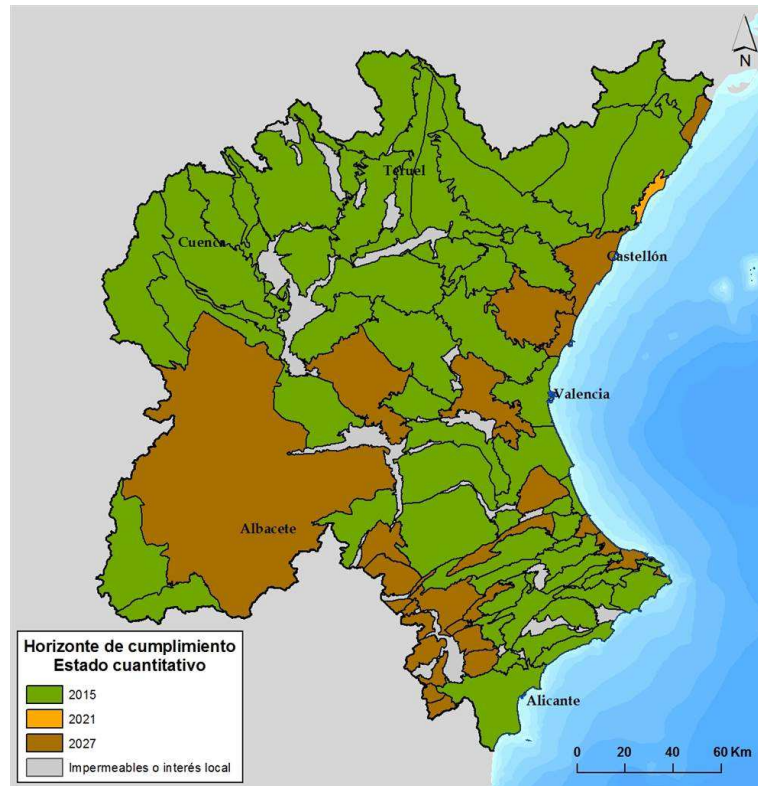 N
Teruel
Cuenca
Castellón
Valencia
Albacete
Alicante
Horizonte de cumplimiento
Estado cuantitativo
2015
2021
2027
Impermeables o interés local
0 20 40 60 Km